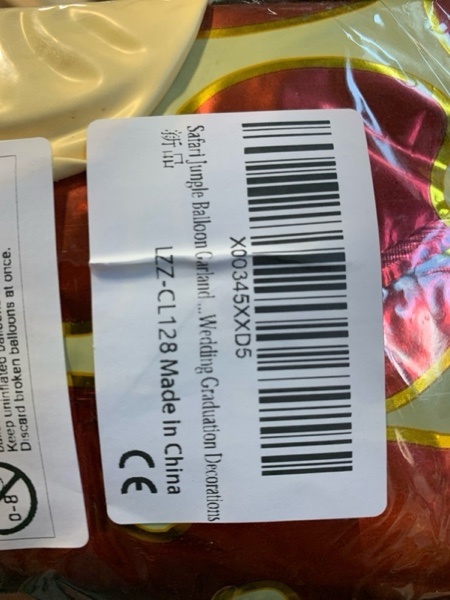 X00345XXD5
Safari Jungle Balloon Garland ...Wedding Graduation Decorations
新品
LZZ-CL128 Made in China
CE
Keep uninflated balloons
Discard broken balloons at once.
0-8